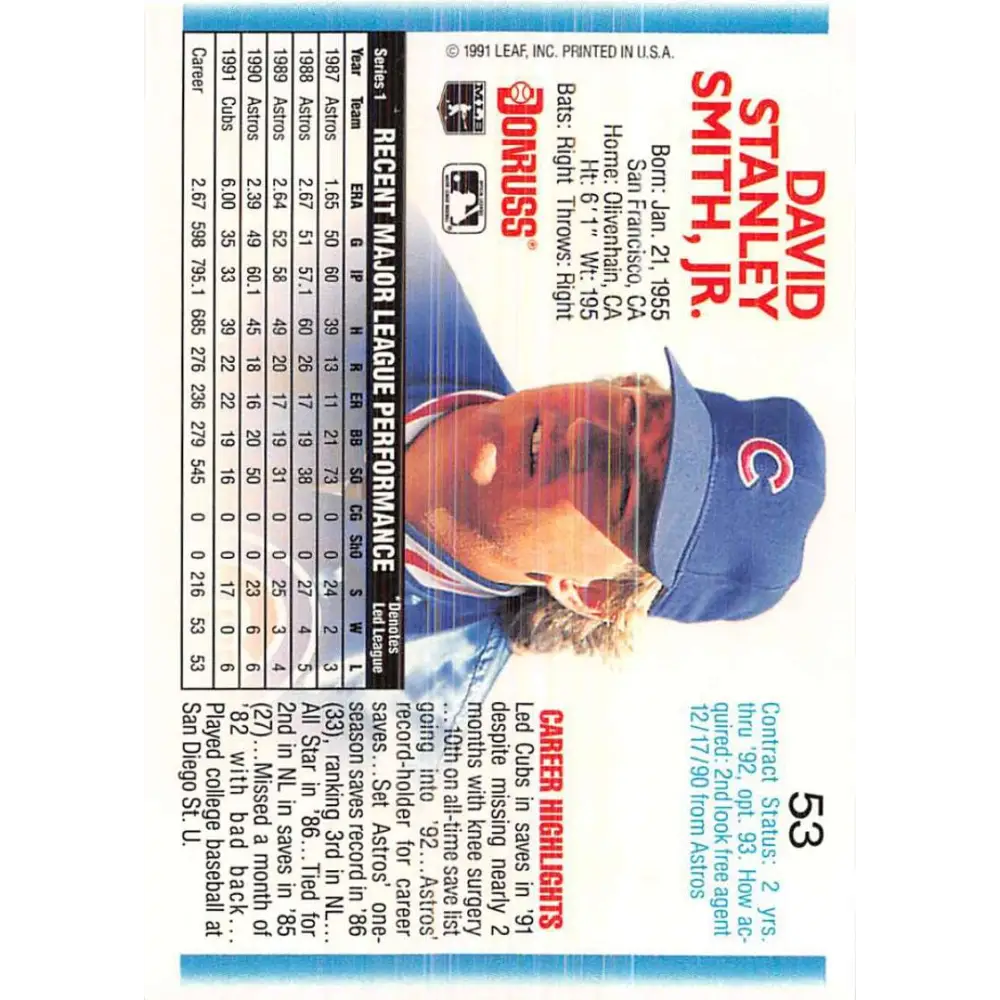 DAVID
STANLEY
SMITH, JR.
Born: Jan. 21, 1955
San Francisco, CA
Home: Olivenhain, CA
Ht: 6'1" Wt: 195
Bats: Right Throws: Right
DONRUSS®
MLB
© 1991 LEAF, INC. PRINTED IN U.S.A.
C
53
Contract Status: 2 yrs.
thru '92, opt. 93. How ac-
quired: 2nd look free agent
12/17/90 from Astros
CAREER HIGHLIGHTS
Led Cubs in saves in '91
despite missing nearly 2
months with knee surgery
...10th on all-time save list
going into '92...Astros'
record-holder for career
saves...Set Astros' one-
season saves record in '86
(33), ranking 3rd in NL...
All Star in '86...Tied for
2nd in NL in saves in '85
(27)...Missed a month of
'82 with bad back...
Played college baseball at
San Diego St. U.
Series 1 RECENT MAJOR LEAGUE PERFORMANCE *Denotes
Led League
Year Team ERA G IP H R ER BB SO CG ShO S W L
1987 Astros 1.65 50 60 39 13 11 21 73 0 0 24 2 3
1988 Astros 2.67 51 57.1 60 26 17 19 38 0 0 27 4 5
1989 Astros 2.64 52 58 49 20 17 19 31 0 0 25 3 4
1990 Astros 2.39 49 60.1 45 18 16 20 50 0 0 23 6 6
1991 Cubs 6.00 35 33 39 22 22 19 16 0 0 17 0 6
Career 2.67 598 795.1 685 276 236 279 545 0 0 216 53 53